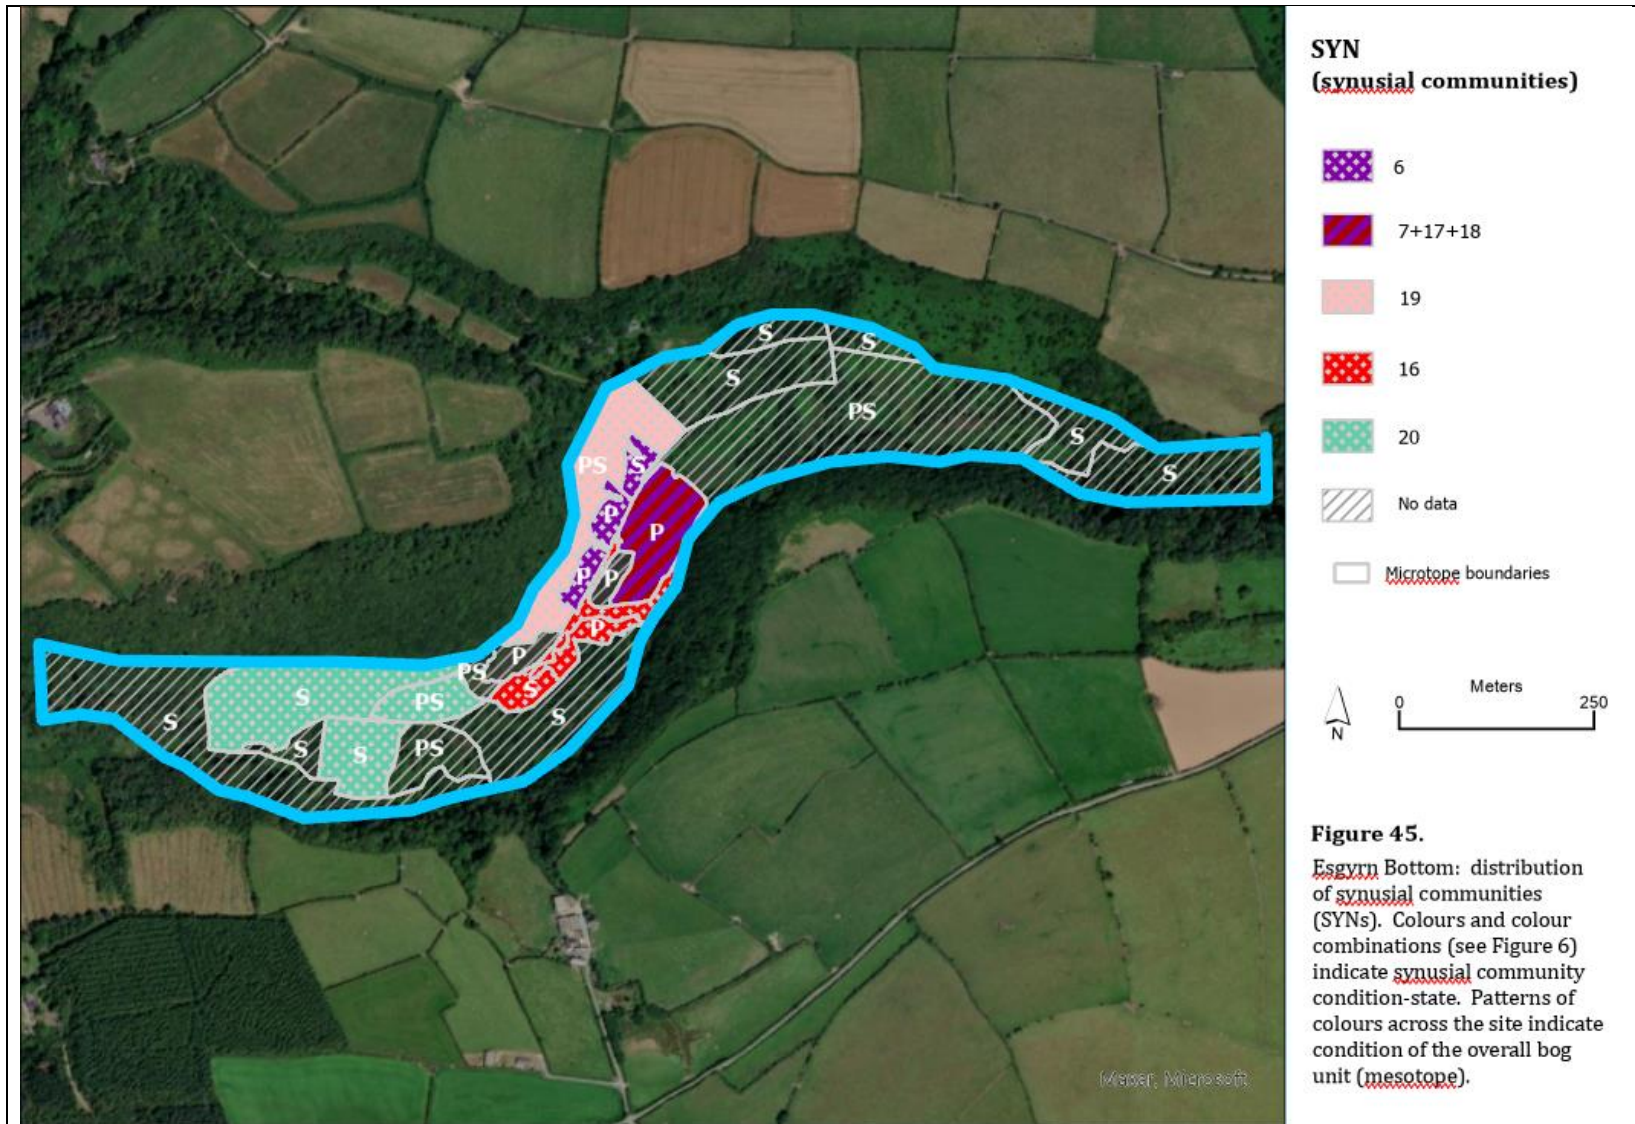 SYN
(synusial communities)
6
7+17+18
19
16
20
No data
Microtope boundaries
Meters
0 250
N
Figure 45.
Esgyrn Bottom: distribution
of synusial communities
(SYNs). Colours and colour
combinations (see Figure 6)
indicate synusial community
condition-state. Patterns of
colours across the site indicate
condition of the overall bog
unit (mesotope).
S
S
S
PS
S
S
PS
S
P
P
P
P
P
P
PS
S
S
PS
S
S
S
S
PS
Maxar, Microsoft